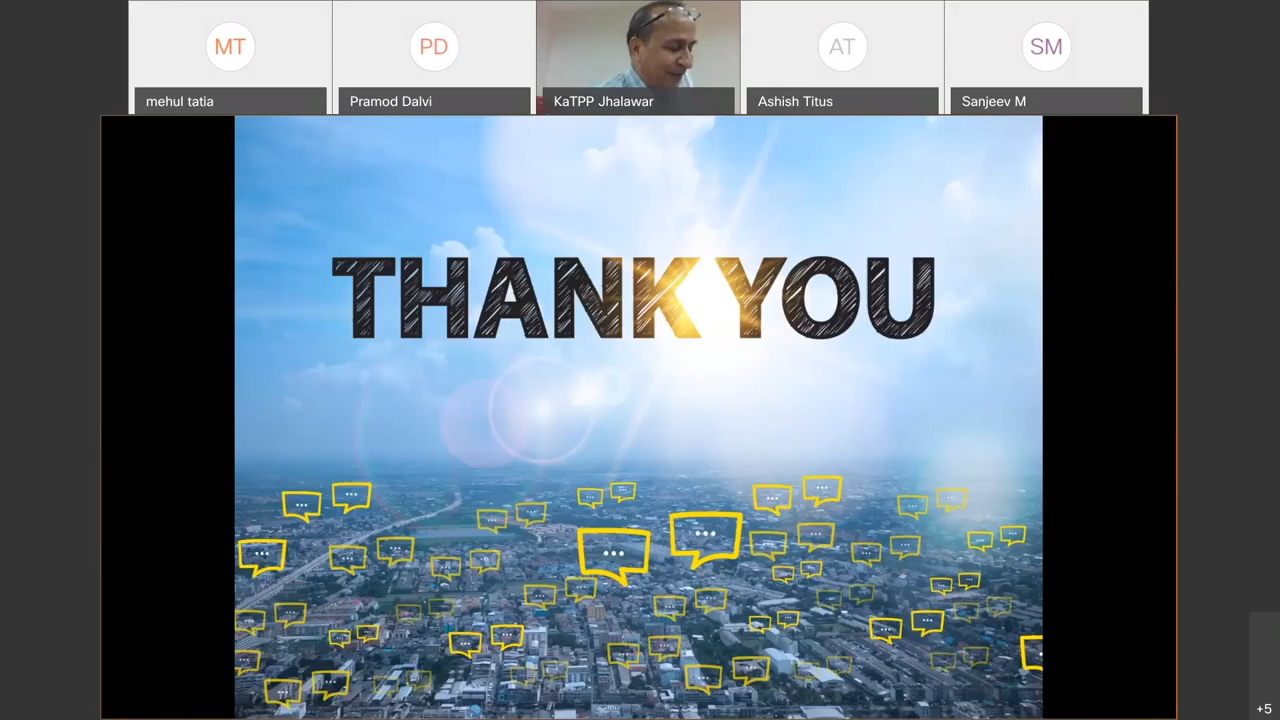 MT
PD
AT
SM
mehul tatia
Pramod Dalvi
KaTPP Jhalawar
Ashish Titus
Sanjeev M
THANK YOU
+5